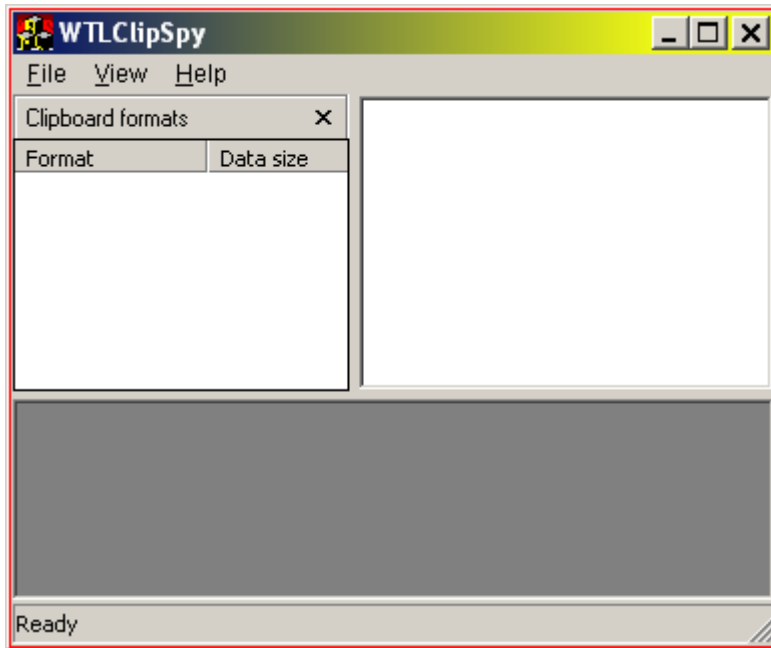 WTLClipSpy
File View Help
Clipboard formats
Format Data size
Ready